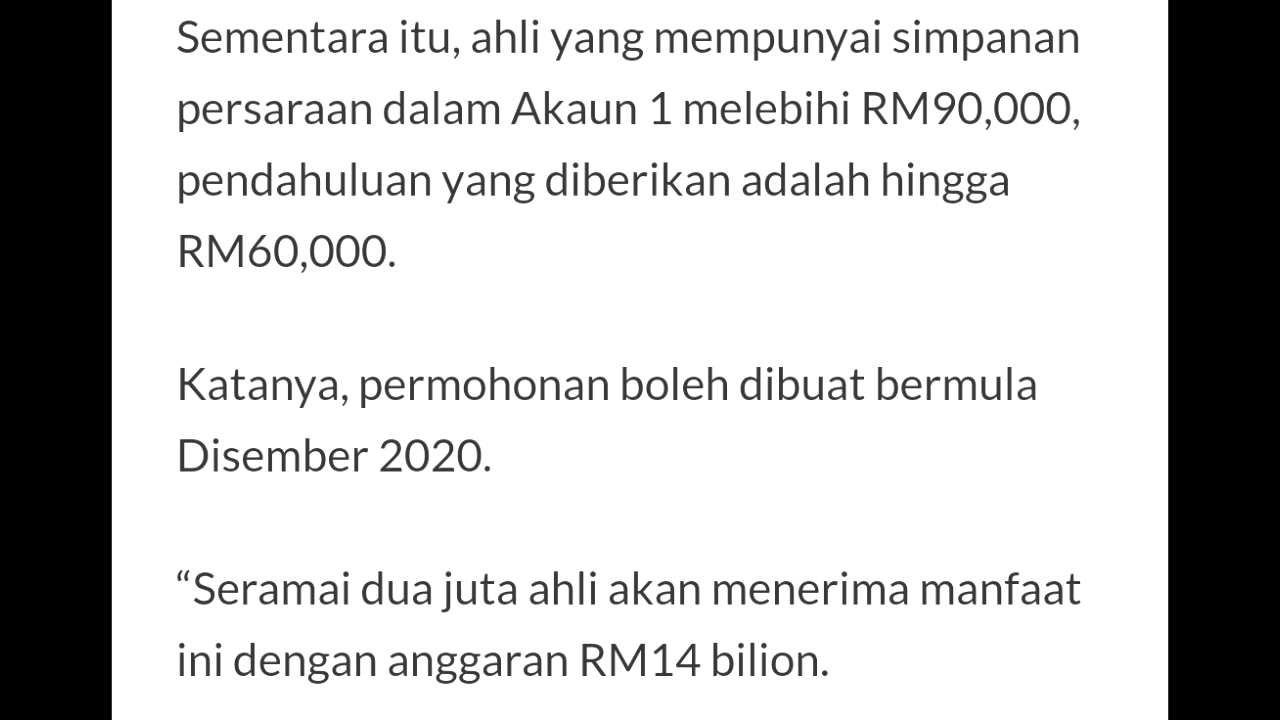 Sementara itu, ahli yang mempunyai simpanan
persaraan dalam Akaun 1 melebihi RM90,000,
pendahuluan yang diberikan adalah hingga
RM60,000.
Katanya, permohonan boleh dibuat bermula
Disember 2020.
“Seramai dua juta ahli akan menerima manfaat
ini dengan anggaran RM14 bilion.